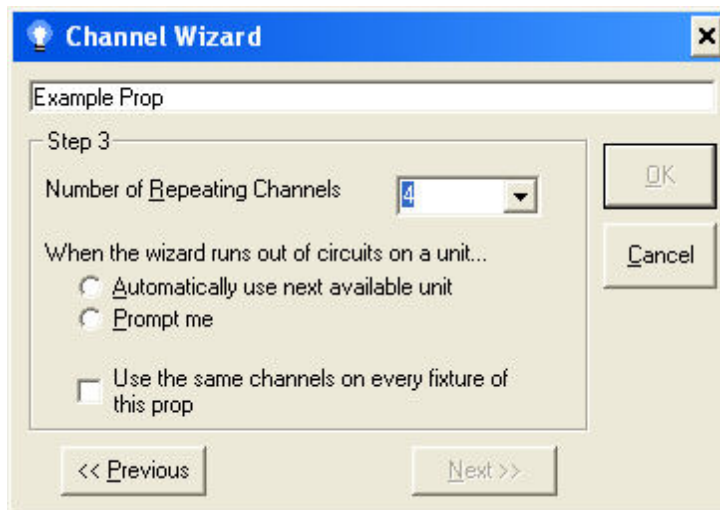 Channel Wizard
Example Prop
Step 3
Number of Repeating Channels
4
OK
When the wizard runs out of circuits on a unit...
Cancel
Automatically use next available unit
Prompt me
Use the same channels on every fixture of
this prop
<< Previous
Next >>